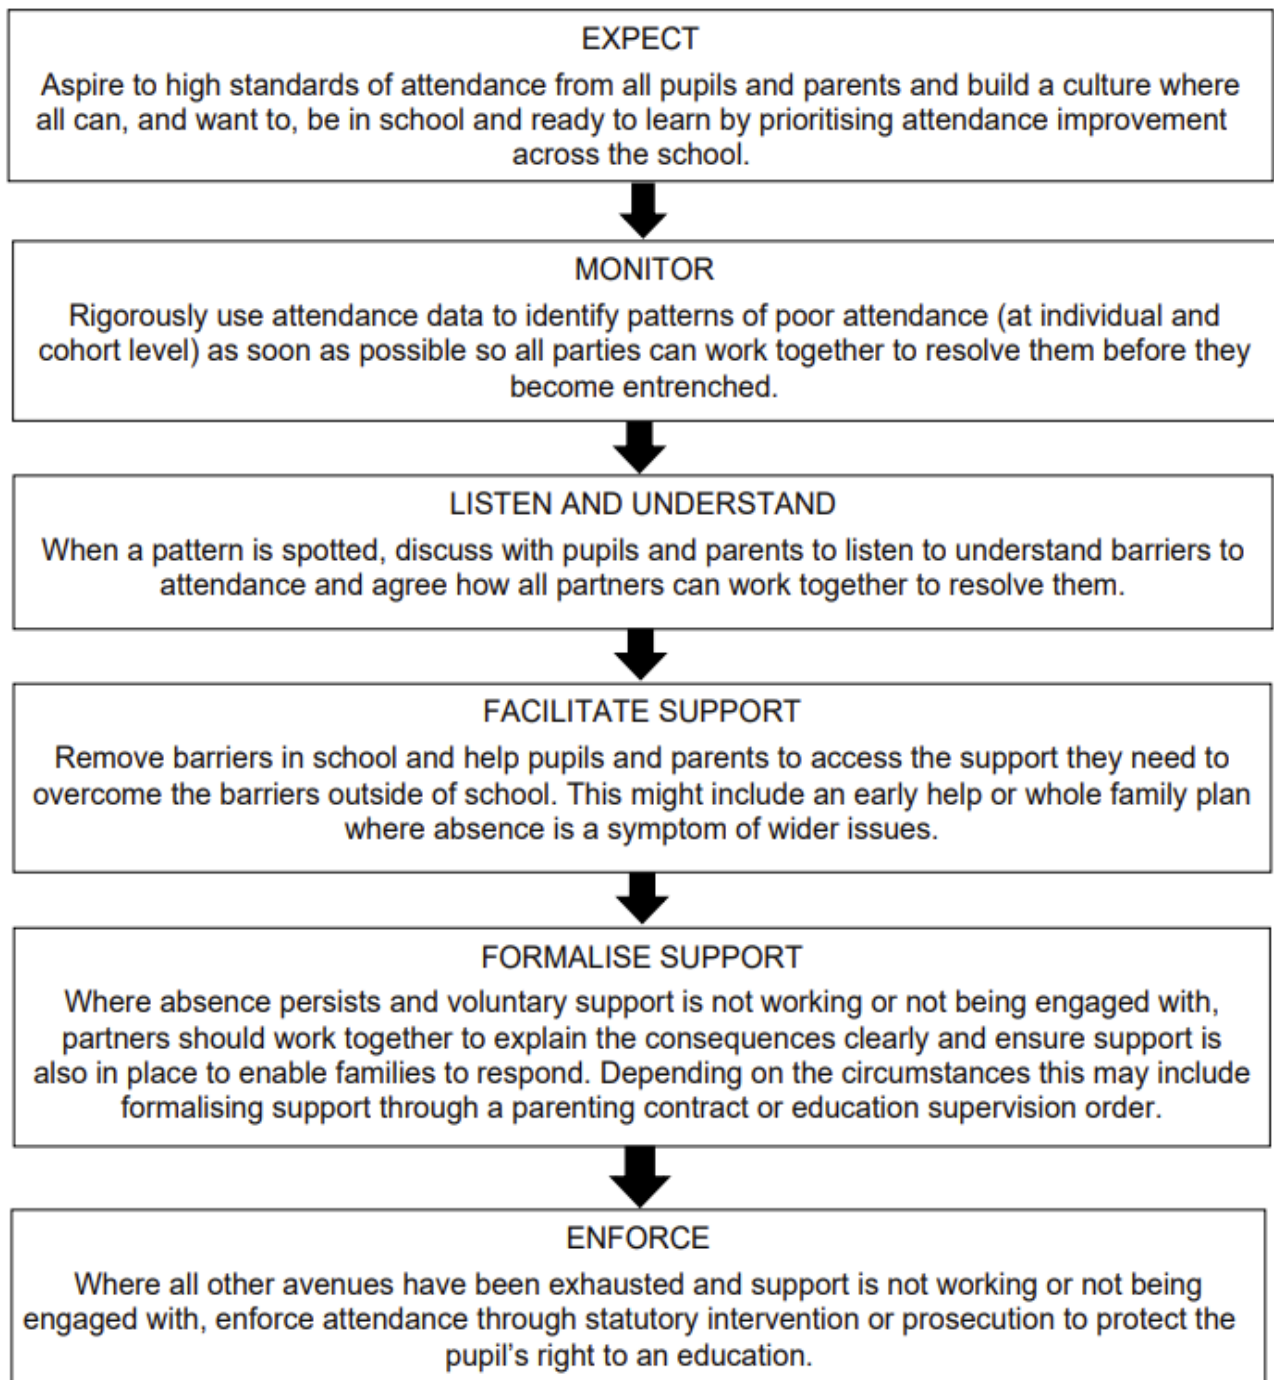 EXPECT
Aspire to high standards of attendance from all pupils and parents and build a culture where
all can, and want to, be in school and ready to learn by prioritising attendance improvement
across the school.
MONITOR
Rigorously use attendance data to identify patterns of poor attendance (at individual and
cohort level) as soon as possible so all parties can work together to resolve them before they
become entrenched.
LISTEN AND UNDERSTAND
When a pattern is spotted, discuss with pupils and parents to listen to understand barriers to
attendance and agree how all partners can work together to resolve them.
FACILITATE SUPPORT
Remove barriers in school and help pupils and parents to access the support they need to
overcome the barriers outside of school. This might include an early help or whole family plan
where absence is a symptom of wider issues.
FORMALISE SUPPORT
Where absence persists and voluntary support is not working or not being engaged with,
partners should work together to explain the consequences clearly and ensure support is
also in place to enable families to respond. Depending on the circumstances this may include
formalising support through a parenting contract or education supervision order.
ENFORCE
Where all other avenues have been exhausted and support is not working or not being
engaged with, enforce attendance through statutory intervention or prosecution to protect the
pupil's right to an education.